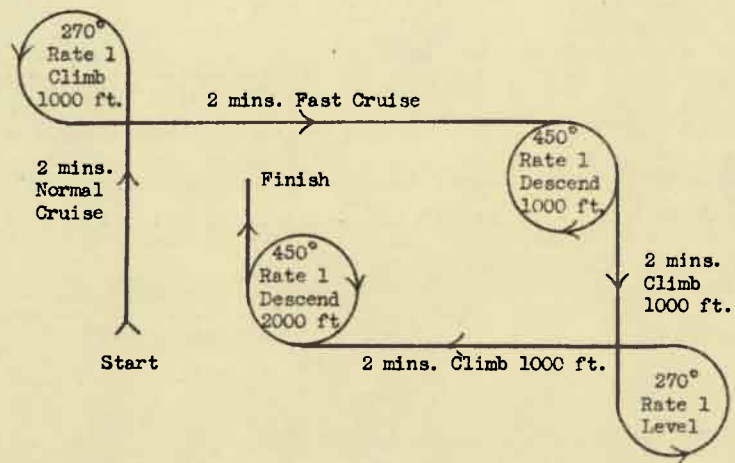 270°
Rate 1
Climb
1000 ft.
2 mins. Fast Cruise
450°
Rate 1
Descend
1000 ft.
2 mins.
Normal
Cruise
Finish
450°
Rate 1
Descend
2000 ft
2 mins.
Climb
1000 ft.
Start
2 mins. Climb 1000 ft.
270°
Rate 1
Level